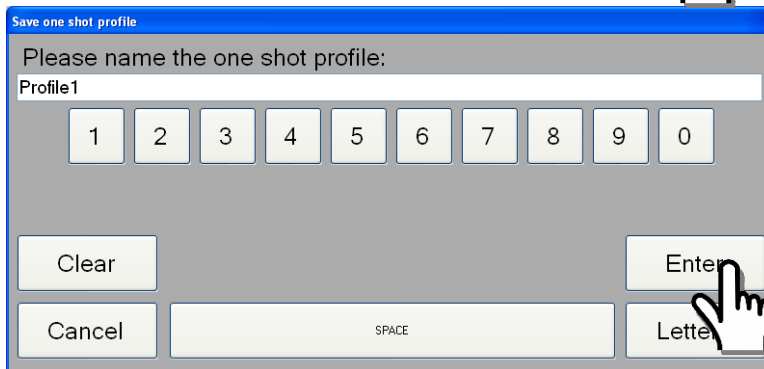 Save one shot profile
Please name the one shot profile:
Profile1
1 2 3 4 5 6 7 8 9 0
Clear Enter
Cancel SPACE